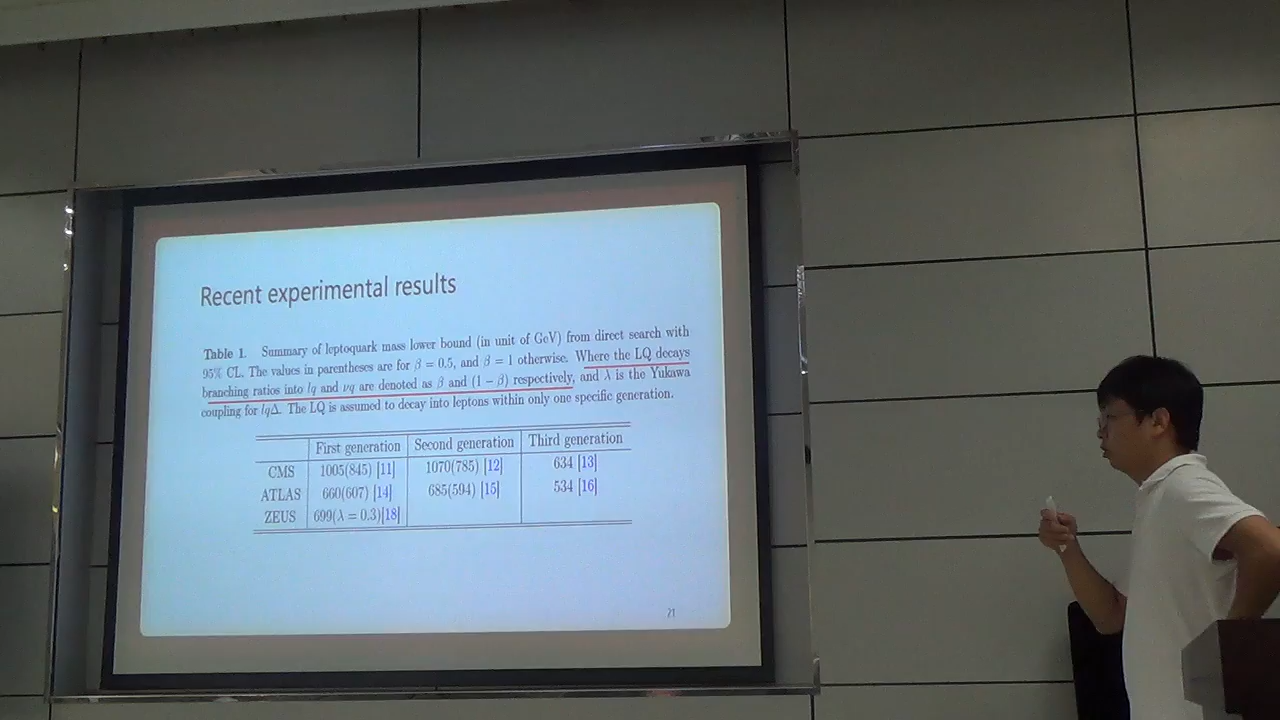 Recent experimental results
Table 1. Summary of leptoquark mass lower bound (in unit of GeV) from direct search with
95% CL. The values in parentheses are for β = 0.5, and β = 1 otherwise. Where the LQ decays
branching ratios into lq and νq are denoted as β and (1 − β) respectively, and λ is the Yukawa
coupling for lqΔ. The LQ is assumed to decay into leptons within only one specific generation.
First generation Second generation Third generation
CMS 1005(845) [11] 1070(785) [12] 634 [13]
ATLAS 660(607) [14] 685(594) [15] 534 [16]
ZEUS 699(λ = 0.3)[18]
21